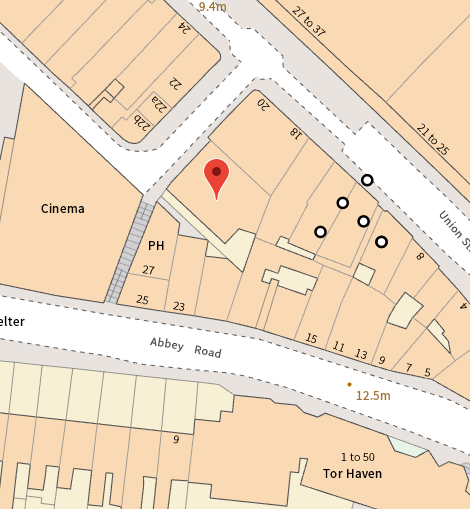 9.4m
27 to 37
24
22
22a
22b
20
18
21 to 25
Cinema
Union St
PH
27
25
23
8
4
elter
Abbey Road
15
11
13
9
7
5
12.5m
9
1 to 50
Tor Haven